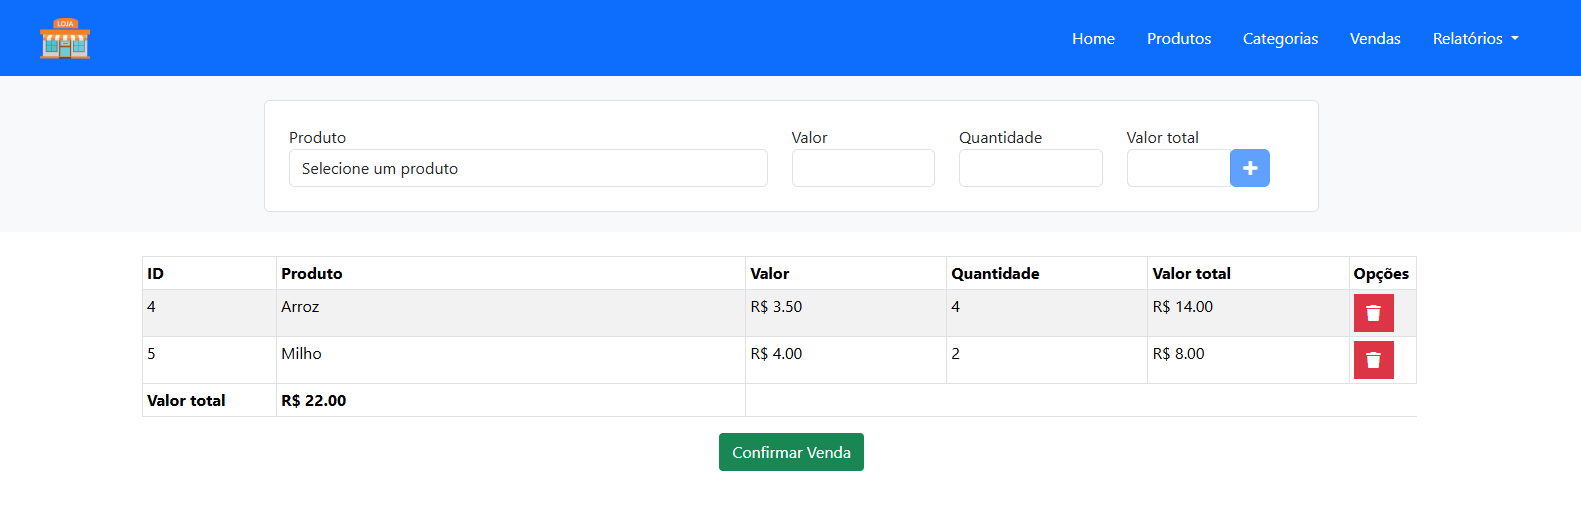 LOJA
Home Produtos Categorias Vendas Relatórios
Produto Valor Quantidade Valor total
Selecione um produto
ID Produto Valor Quantidade Valor total Opções
4 Arroz R$ 3.50 4 R$ 14.00
5 Milho R$ 4.00 2 R$ 8.00
Valor total R$ 22.00
Confirmar Venda